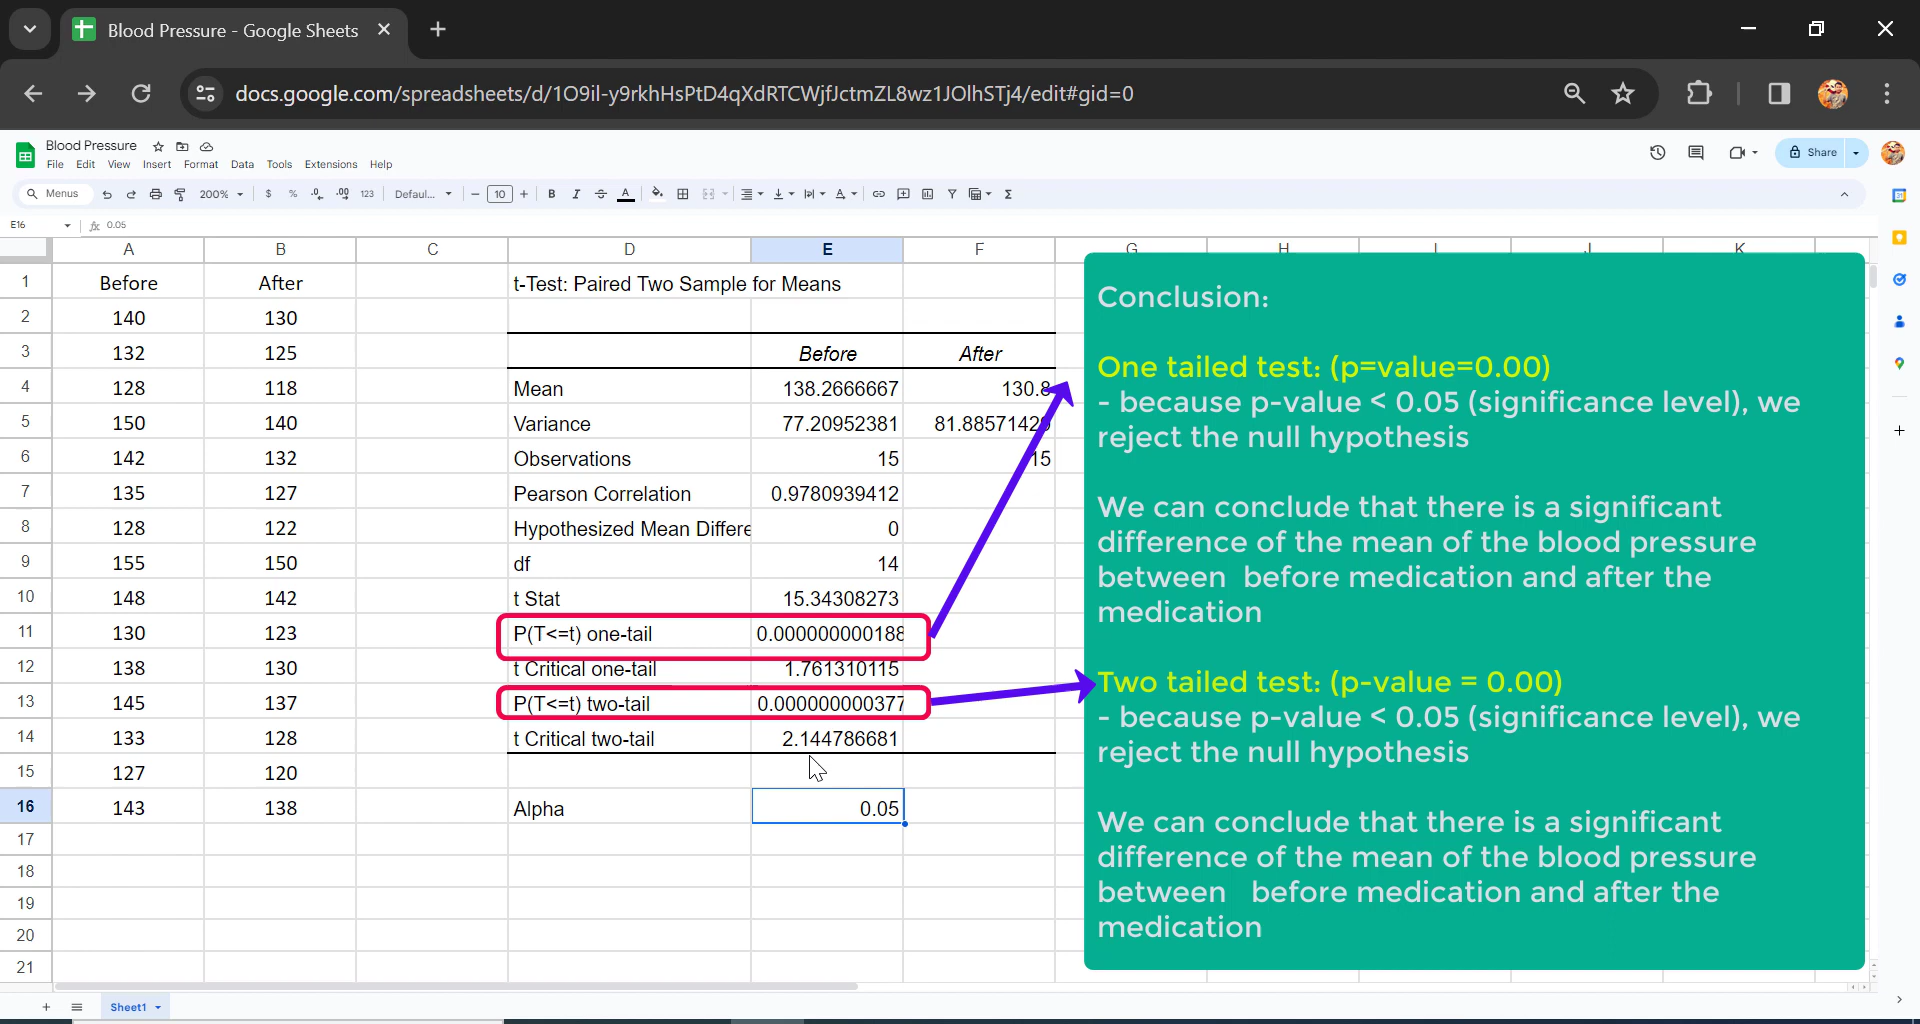 Blood Pressure - Google Sheets
docs.google.com/spreadsheets/d/1O9il-y9rkhHsPtD4qXdRTCWjfJctmZL8wz1JOlhSTj4/edit#gid=0
Blood Pressure
File Edit View Insert Format Data Tools Extensions Help
Share
Menus 200% $ % .0 .00 123 Defaul... 10 B I A Σ
E16 fx 0.05
A B C D E F G H I J K
1 Before After t-Test: Paired Two Sample for Means
2 140 130
3 132 125 Before After
4 128 118 Mean 138.2666667 130.8
5 150 140 Variance 77.20952381 81.88571429
6 142 132 Observations 15 15
7 135 127 Pearson Correlation 0.9780939412
8 128 122 Hypothesized Mean Differe 0
9 155 150 df 14
10 148 142 t Stat 15.34308273
11 130 123 P(T<=t) one-tail 0.000000000188
12 138 130 t Critical one-tail 1.761310115
13 145 137 P(T<=t) two-tail 0.000000000377
14 133 128 t Critical two-tail 2.144786681
15 127 120
16 143 138 Alpha 0.05
17
18
19
20
21
Conclusion:
One tailed test: (p=value=0.00)
- because p-value < 0.05 (significance level), we
reject the null hypothesis
We can conclude that there is a significant
difference of the mean of the blood pressure
between before medication and after the
medication
Two tailed test: (p-value = 0.00)
- because p-value < 0.05 (significance level), we
reject the null hypothesis
We can conclude that there is a significant
difference of the mean of the blood pressure
between before medication and after the
medication
Sheet1